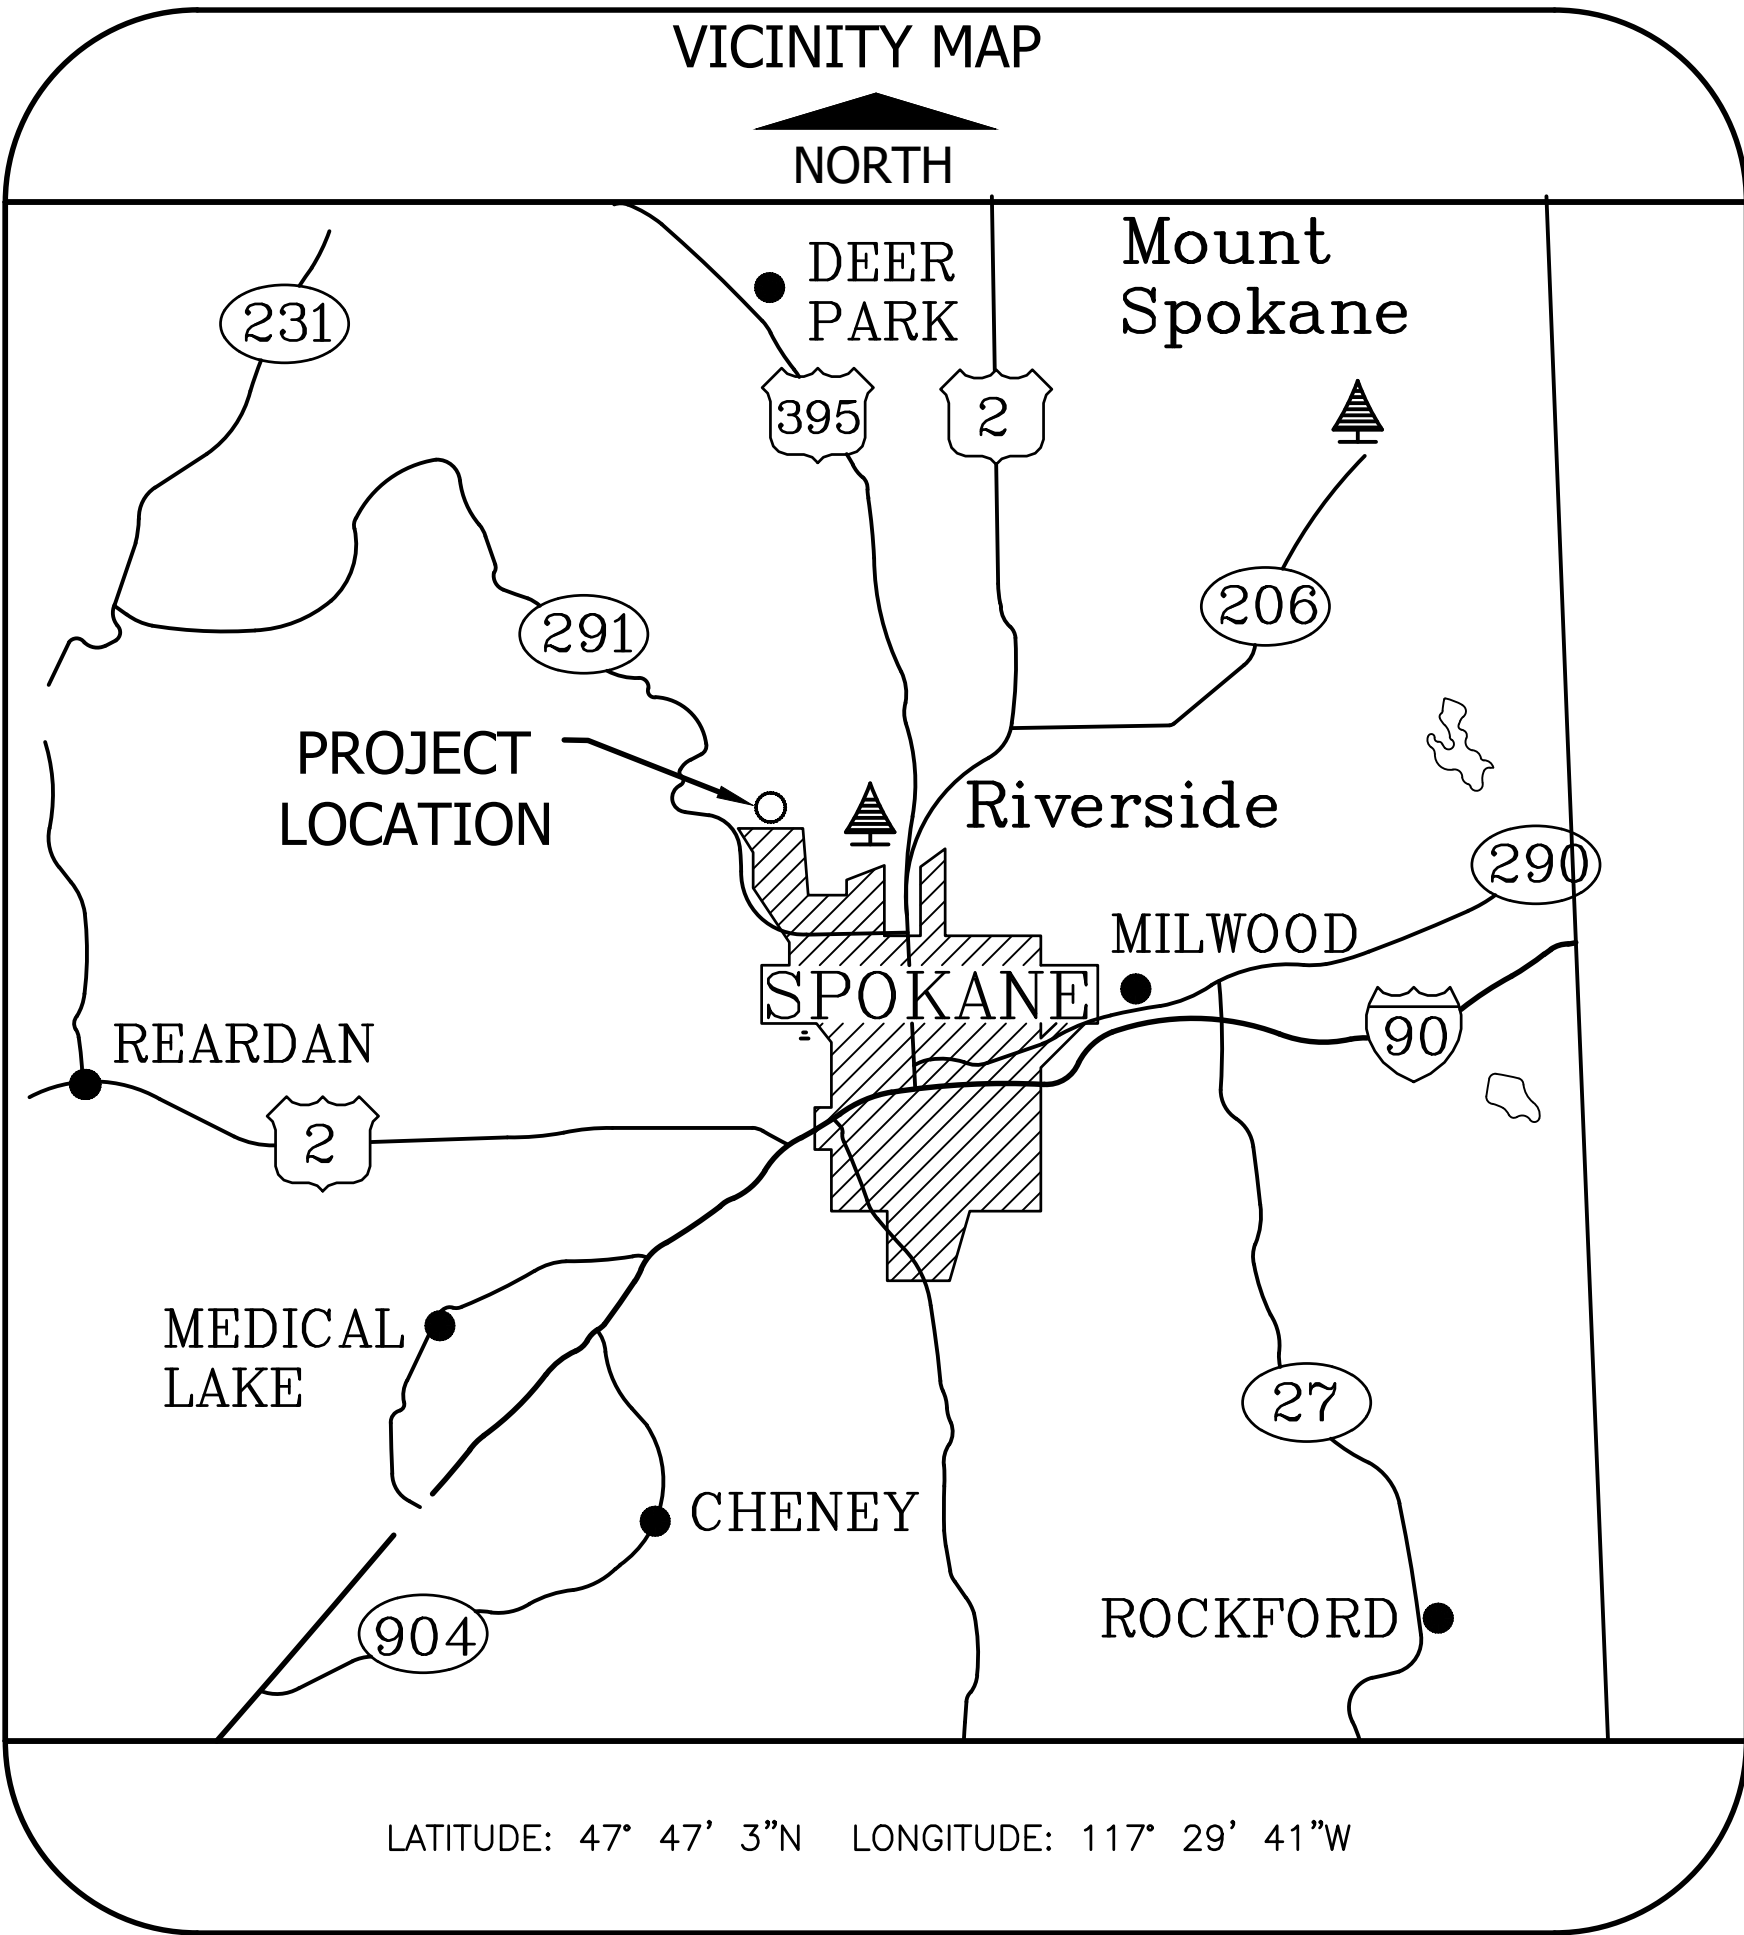 VICINITY MAP
NORTH
Mount
Spokane
DEER
PARK
231
395
2
206
291
PROJECT
LOCATION
Riverside
290
MILWOOD
SPOKANE
REARDAN
90
2
MEDICAL
LAKE
27
CHENEY
ROCKFORD
904
LATITUDE: 47° 47' 3"N LONGITUDE: 117° 29' 41"W